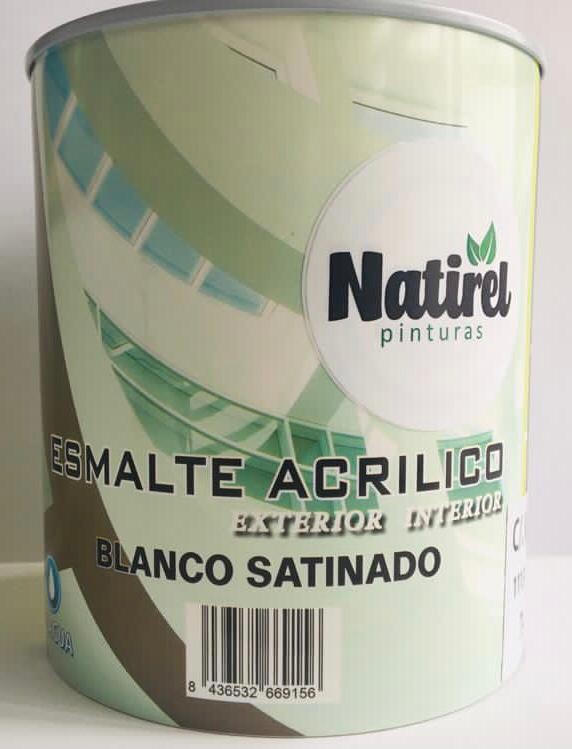 Natirel
pinturas
ESMALTE ACRILICO
EXTERIOR INTERIOR
BLANCO SATINADO
8 436532 669156